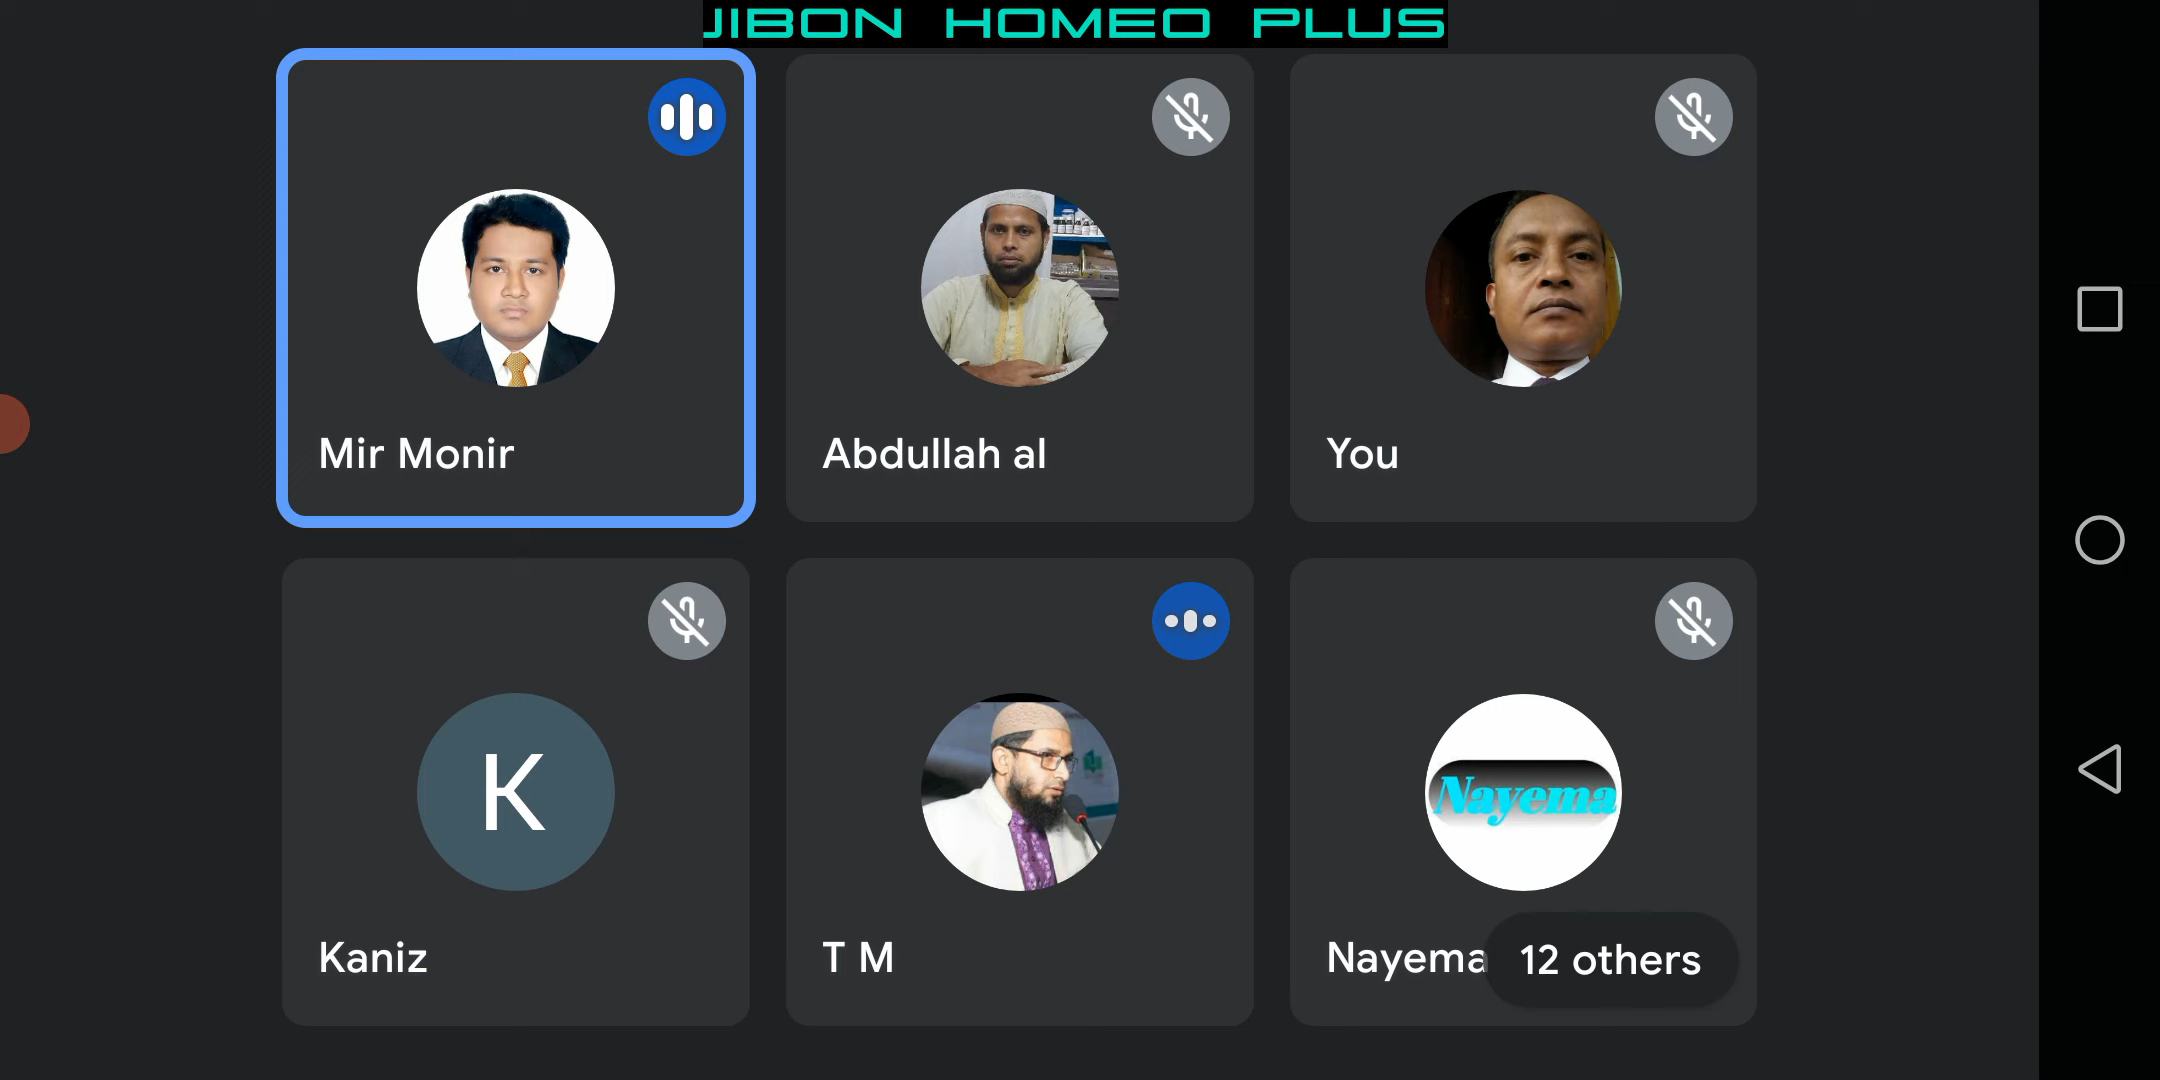 JIBON HOMEO PLUS
Mir Monir
Abdullah al
You
K
Kaniz
T M
Nayema
Nayema
12 others